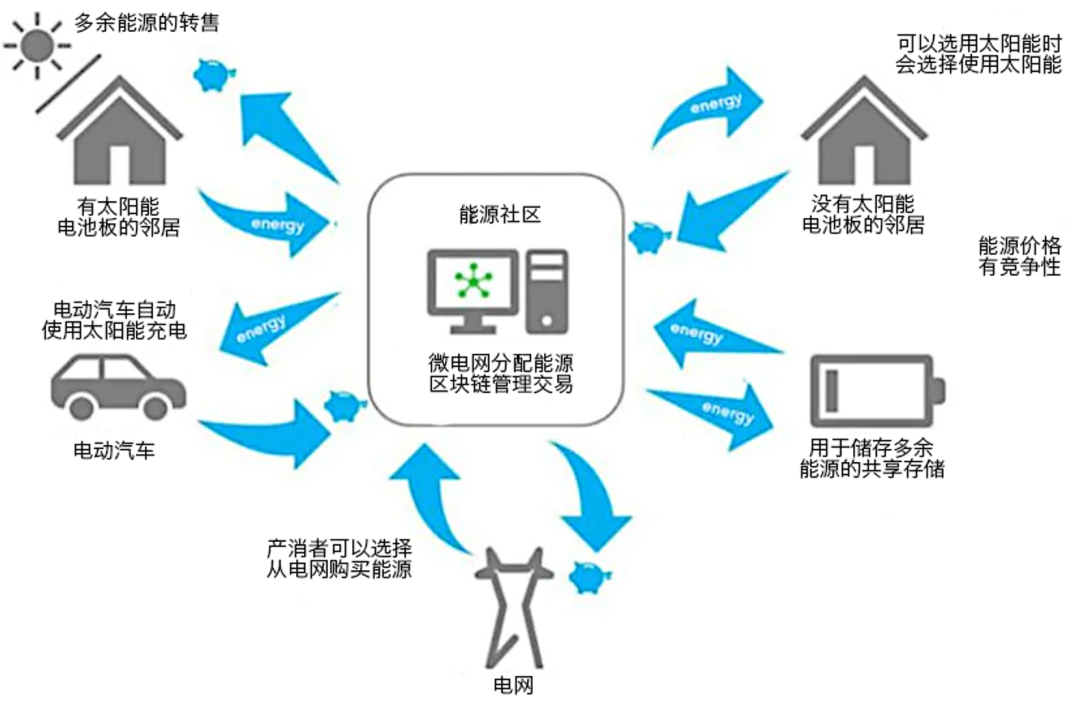 多余能源的转售
可以选用太阳能时
会选择使用太阳能
energy
有太阳能
电池板的邻居
energy
能源社区
没有太阳能
电池板的邻居
能源价格
有竞争性
电动汽车自动
使用太阳能充电
energy
energy
微电网分配能源
区块链管理交易
energy
电动汽车
用于储存多余
能源的共享存储
产消者可以选择
从电网购买能源
电网